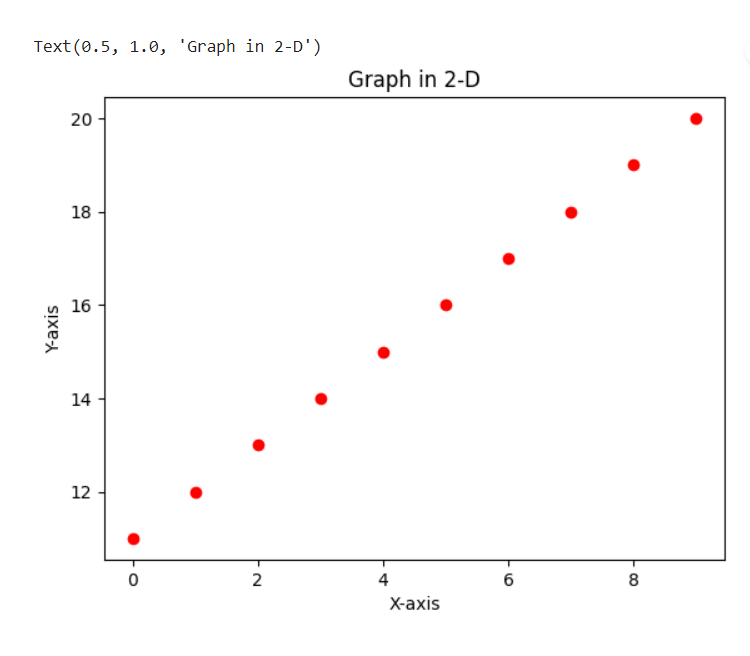 Text(0.5, 1.0, 'Graph in 2-D')
Graph in 2-D
20
18
16
14
12
Y-axis
0 2 4 6 8
X-axis